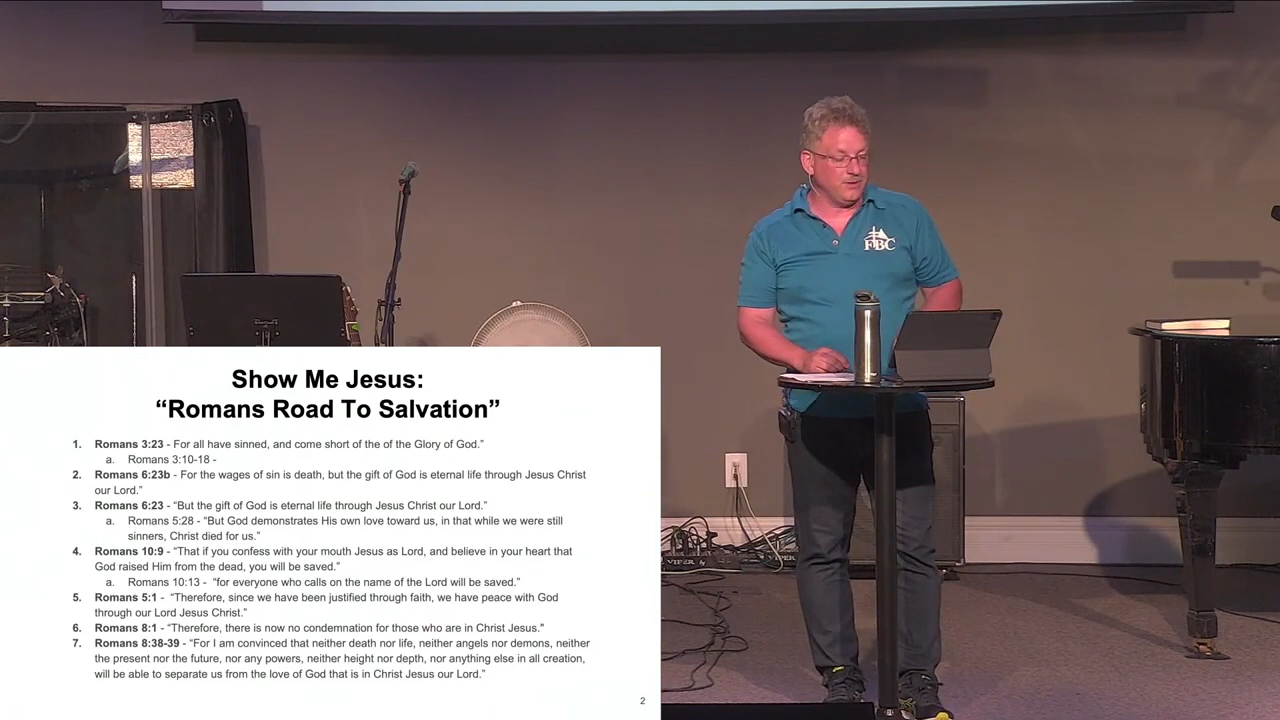 FBC
Show Me Jesus:
“Romans Road To Salvation”
1. Romans 3:23 - For all have sinned, and come short of the of the Glory of God.”
a. Romans 3:10-18 -
2. Romans 6:23b - For the wages of sin is death, but the gift of God is eternal life through Jesus Christ
our Lord.”
3. Romans 6:23 - “But the gift of God is eternal life through Jesus Christ our Lord.”
a. Romans 5:28 - “But God demonstrates His own love toward us, in that while we were still
sinners, Christ died for us.”
4. Romans 10:9 - “That if you confess with your mouth Jesus as Lord, and believe in your heart that
God raised Him from the dead, you will be saved.”
a. Romans 10:13 - “for everyone who calls on the name of the Lord will be saved.”
5. Romans 5:1 - “Therefore, since we have been justified through faith, we have peace with God
through our Lord Jesus Christ.”
6. Romans 8:1 - “Therefore, there is now no condemnation for those who are in Christ Jesus."
7. Romans 8:38-39 - “For I am convinced that neither death nor life, neither angels nor demons, neither
the present nor the future, nor any powers, neither height nor depth, nor anything else in all creation,
will be able to separate us from the love of God that is in Christ Jesus our Lord.”
2
VIPER
VIPER